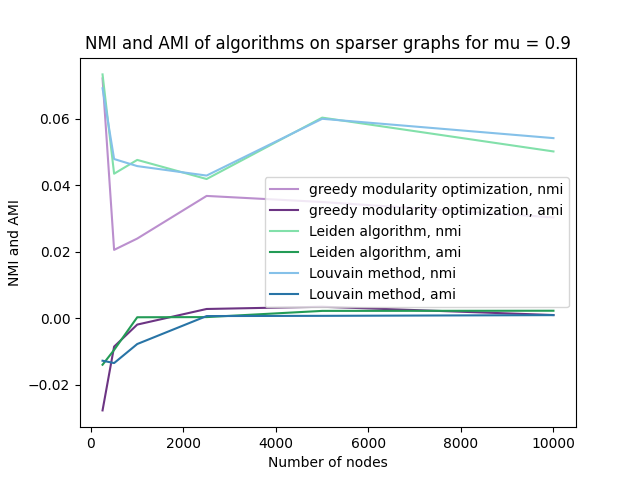 NMI and AMI of algorithms on sparser graphs for mu = 0.9
NMI and AMI
0.06
0.04
0.02
0.00
−0.02
greedy modularity optimization, nmi
greedy modularity optimization, ami
Leiden algorithm, nmi
Leiden algorithm, ami
Louvain method, nmi
Louvain method, ami
0 2000 4000 6000 8000 10000
Number of nodes